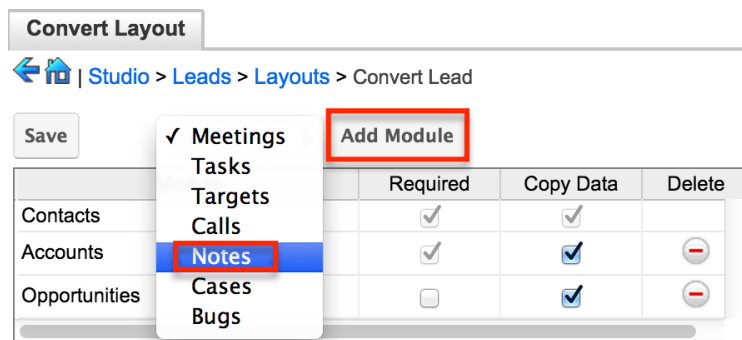 Convert Layout
| Studio > Leads > Layouts > Convert Lead
Save
✓ Meetings
Add Module
Tasks
Targets
Required
Copy Data
Delete
Contacts
Calls
Accounts
Notes
Opportunities
Cases
Bugs